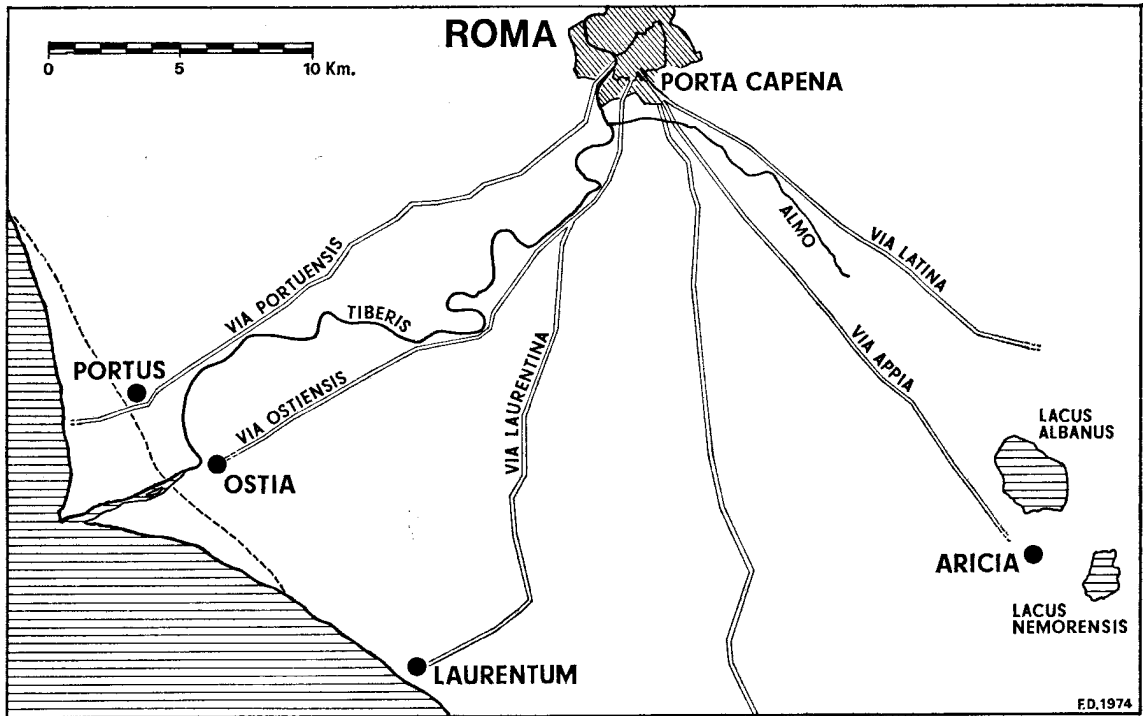 ROMA
0 5 10 Km.
PORTA CAPENA
ALMO
VIA LATINA
VIA PORTUENSIS
TIBERIS
VIA APPIA
PORTUS
VIA OSTIENSIS
VIA LAURENTINA
LACUS
ALBANUS
OSTIA
ARICIA
LACUS
NEMORENSIS
LAURENTUM
F.D. 1974